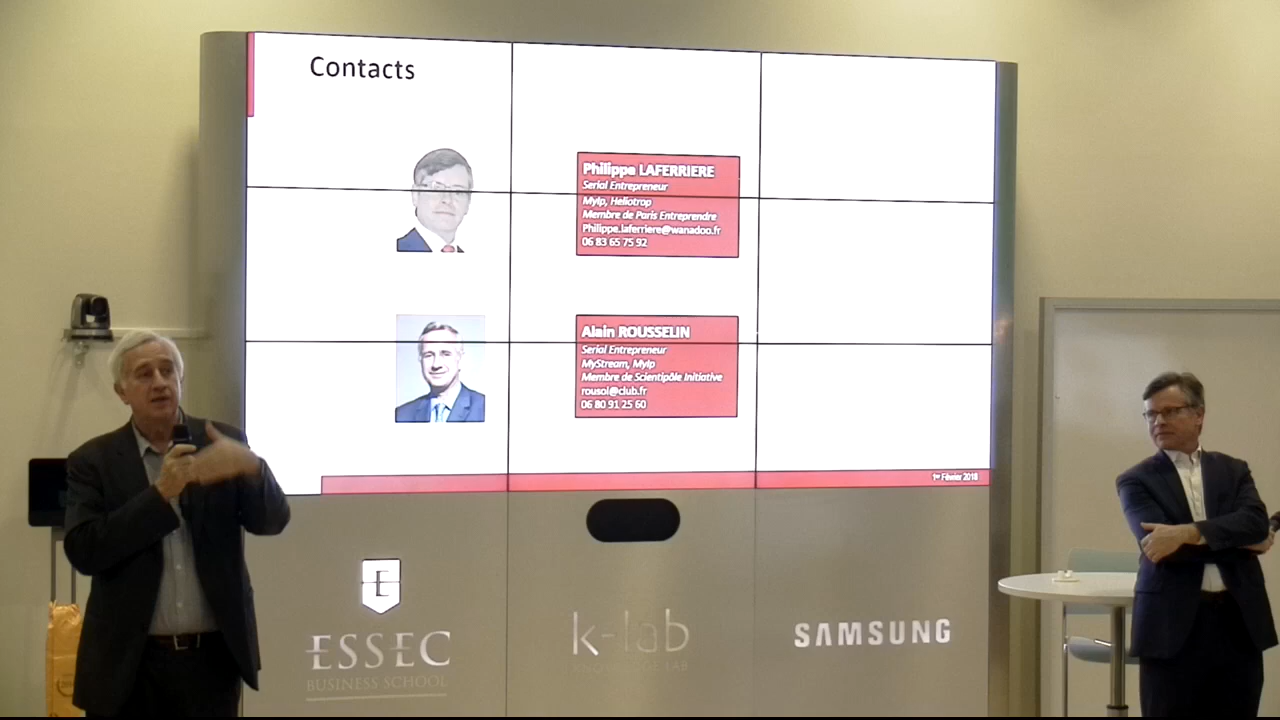 Contacts
Philippe LAFERRIERE
Serial Entrepreneur
MyIp, Heliotrop
Membre de Paris Entreprendre
Philippe.laferriere@wanadoo.fr
06 83 65 75 92
Alain ROUSSELIN
Serial Entrepreneur
MyStream, MyIp
Membre de Scientipôle Initiative
rousol@club.fr
06 80 91 25 60
1er Février 2018
E
ESSEC
BUSINESS SCHOOL
k-lab
SAMSUNG